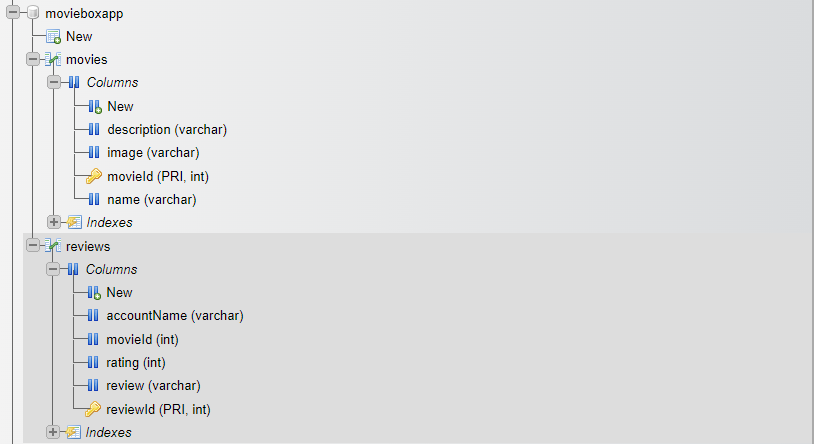 movieboxapp
New
movies
Columns
New
description (varchar)
image (varchar)
movieId (PRI, int)
name (varchar)
Indexes
reviews
Columns
New
accountName (varchar)
movieId (int)
rating (int)
review (varchar)
reviewId (PRI, int)
Indexes